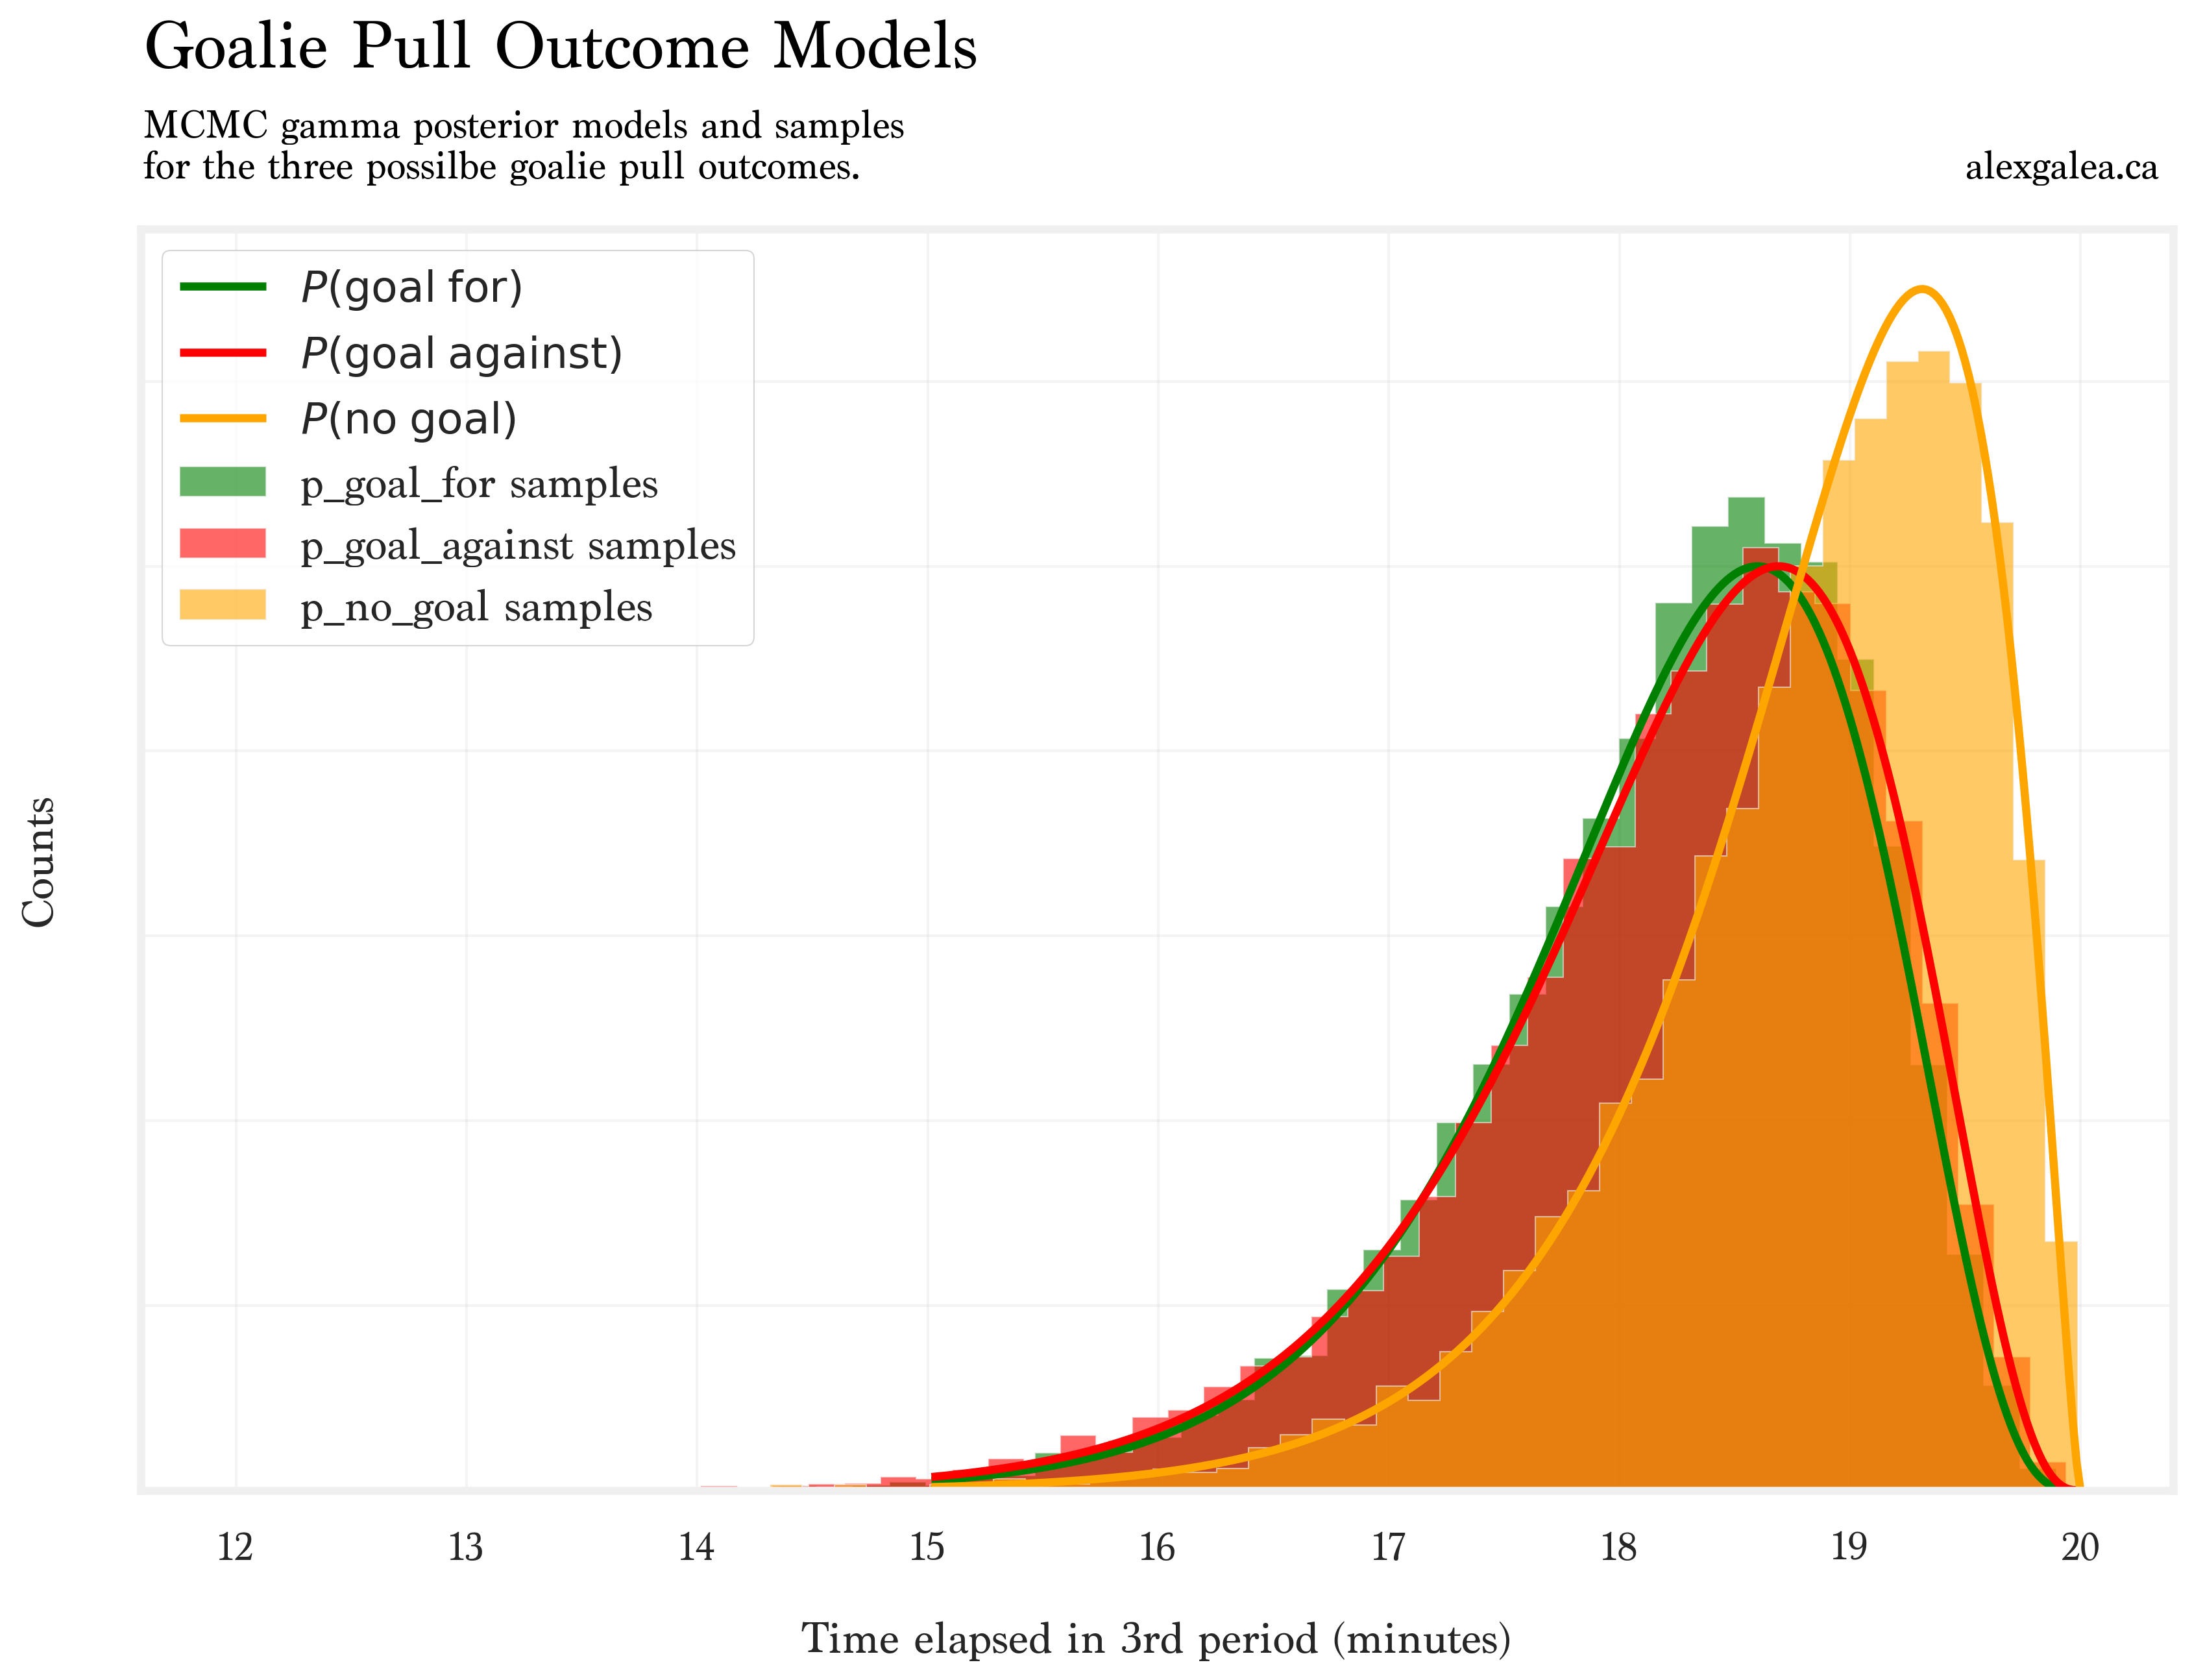 Goalie Pull Outcome Models
MCMC gamma posterior models and samples
for the three possilbe goalie pull outcomes.
alexgalea.ca
P(goal for)
P(goal against)
P(no goal)
p_goal_for samples
p_goal_against samples
p_no_goal samples
Counts
12 13 14 15 16 17 18 19 20
Time elapsed in 3rd period (minutes)